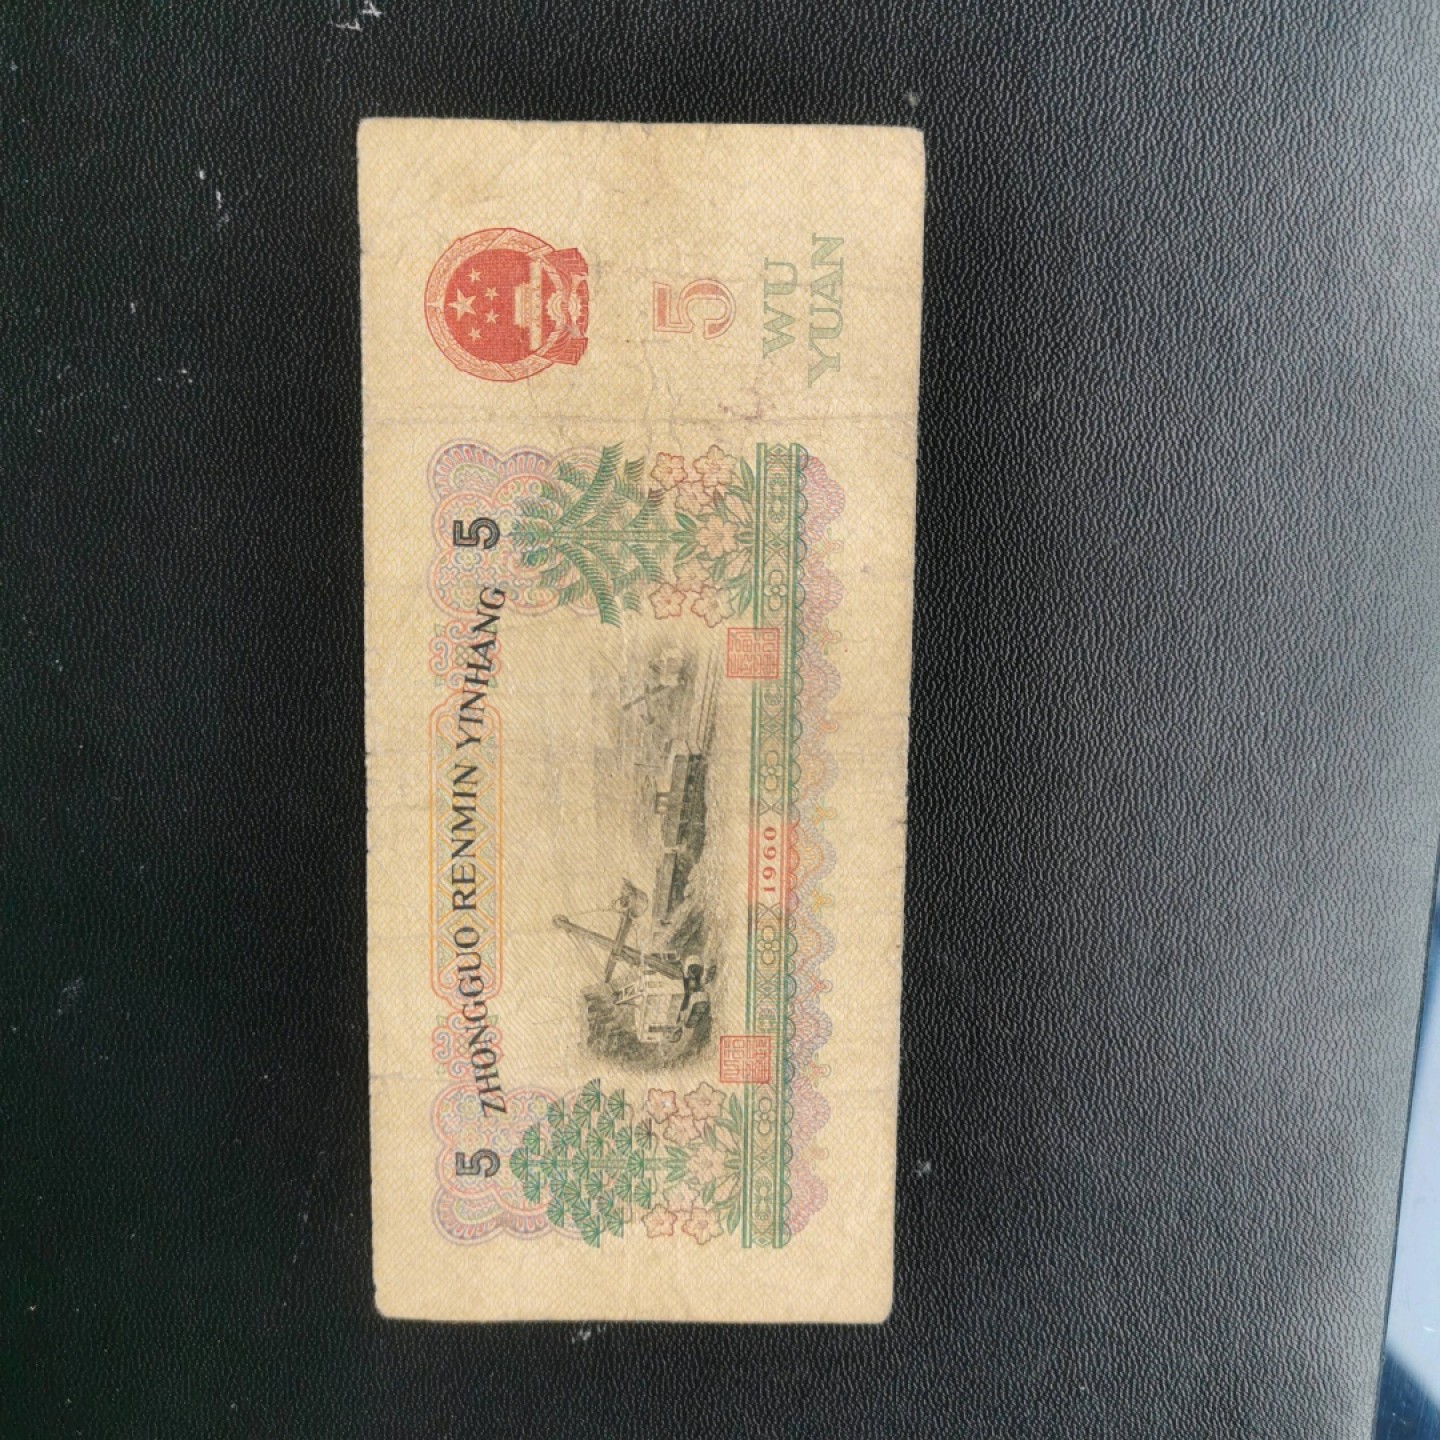 5 ZHONGGUO RENMIN YINHANG 5
1960
5
WU
YUAN